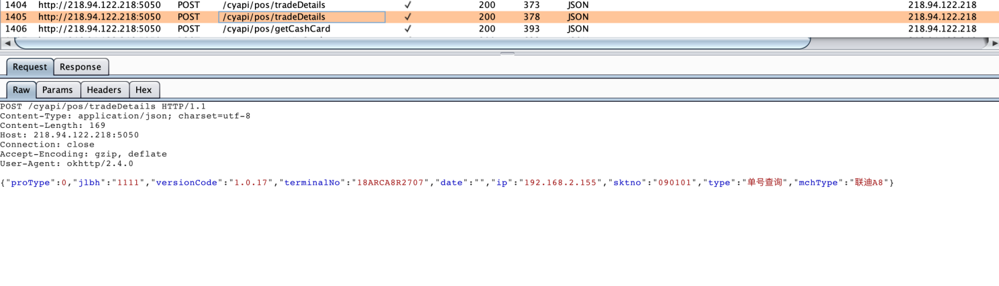 1404 http://218.94.122.218:5050 POST /cyapi/pos/tradeDetails ✓ 200 373 JSON 218.94.122.218
1405 http://218.94.122.218:5050 POST /cyapi/pos/tradeDetails ✓ 200 378 JSON 218.94.122.218
1406 http://218.94.122.218:5050 POST /cyapi/pos/getCashCard ✓ 200 393 JSON 218.94.122.218
Request Response
Raw Params Headers Hex
POST /cyapi/pos/tradeDetails HTTP/1.1
Content-Type: application/json; charset=utf-8
Content-Length: 169
Host: 218.94.122.218:5050
Connection: close
Accept-Encoding: gzip, deflate
User-Agent: okhttp/2.4.0
{"proType":0,"jlbh":"1111","versionCode":"1.0.17","terminalNo":"18ARCA8R2707","date":"","ip":"192.168.2.155","sktno":"090101","type":"单号查询","mchType":"联迪A8"}